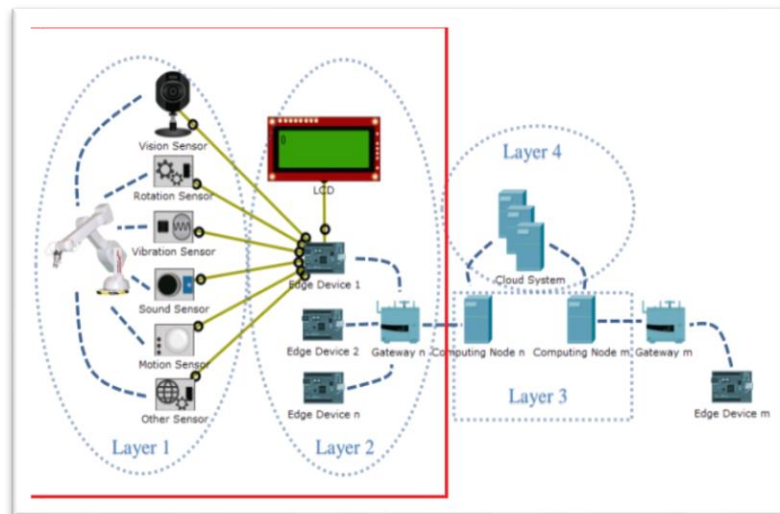 Vision Sensor
Rotation Sensor
Vibration Sensor
Sound Sensor
Motion Sensor
Other Sensor
Layer 1
0
LCD
Edge Device 1
Edge Device 2
Edge Device n
Layer 2
Gateway n
Layer 4
Cloud System
Computing Node n
Computing Node m
Gateway m
Layer 3
Edge Device m